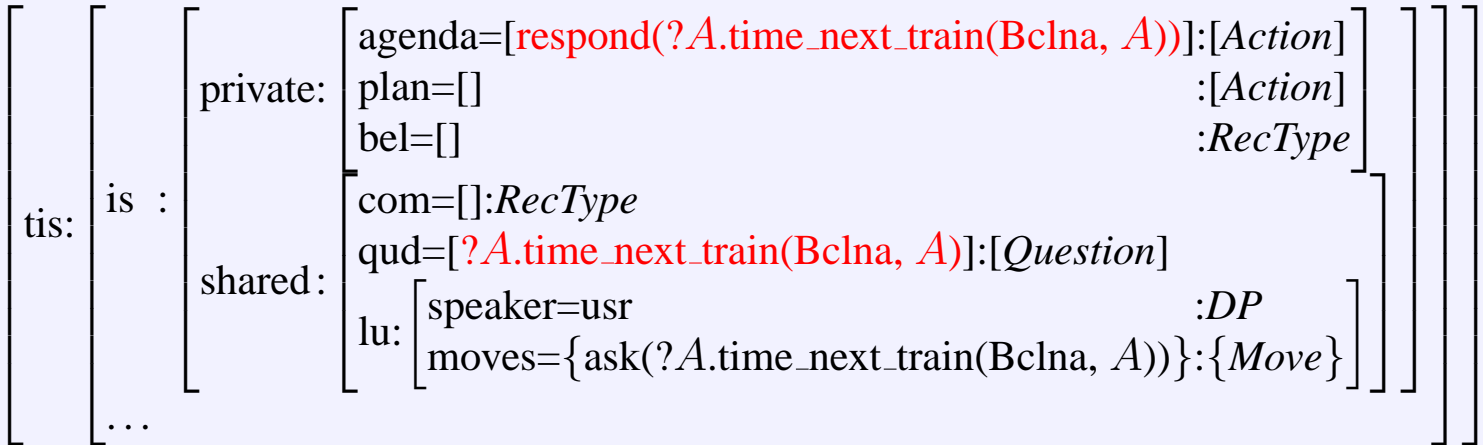 agenda=[respond(?A.time_next_train(Bclna, A))]:[Action]
private: plan=[] :[Action]
bel=[] :RecType
is :
com=[]:RecType
tis:
qud=[?A.time_next_train(Bclna, A)]:[Question]
shared:
speaker=usr :DP
lu:
moves={ask(?A.time_next_train(Bclna, A))}:{Move}
...